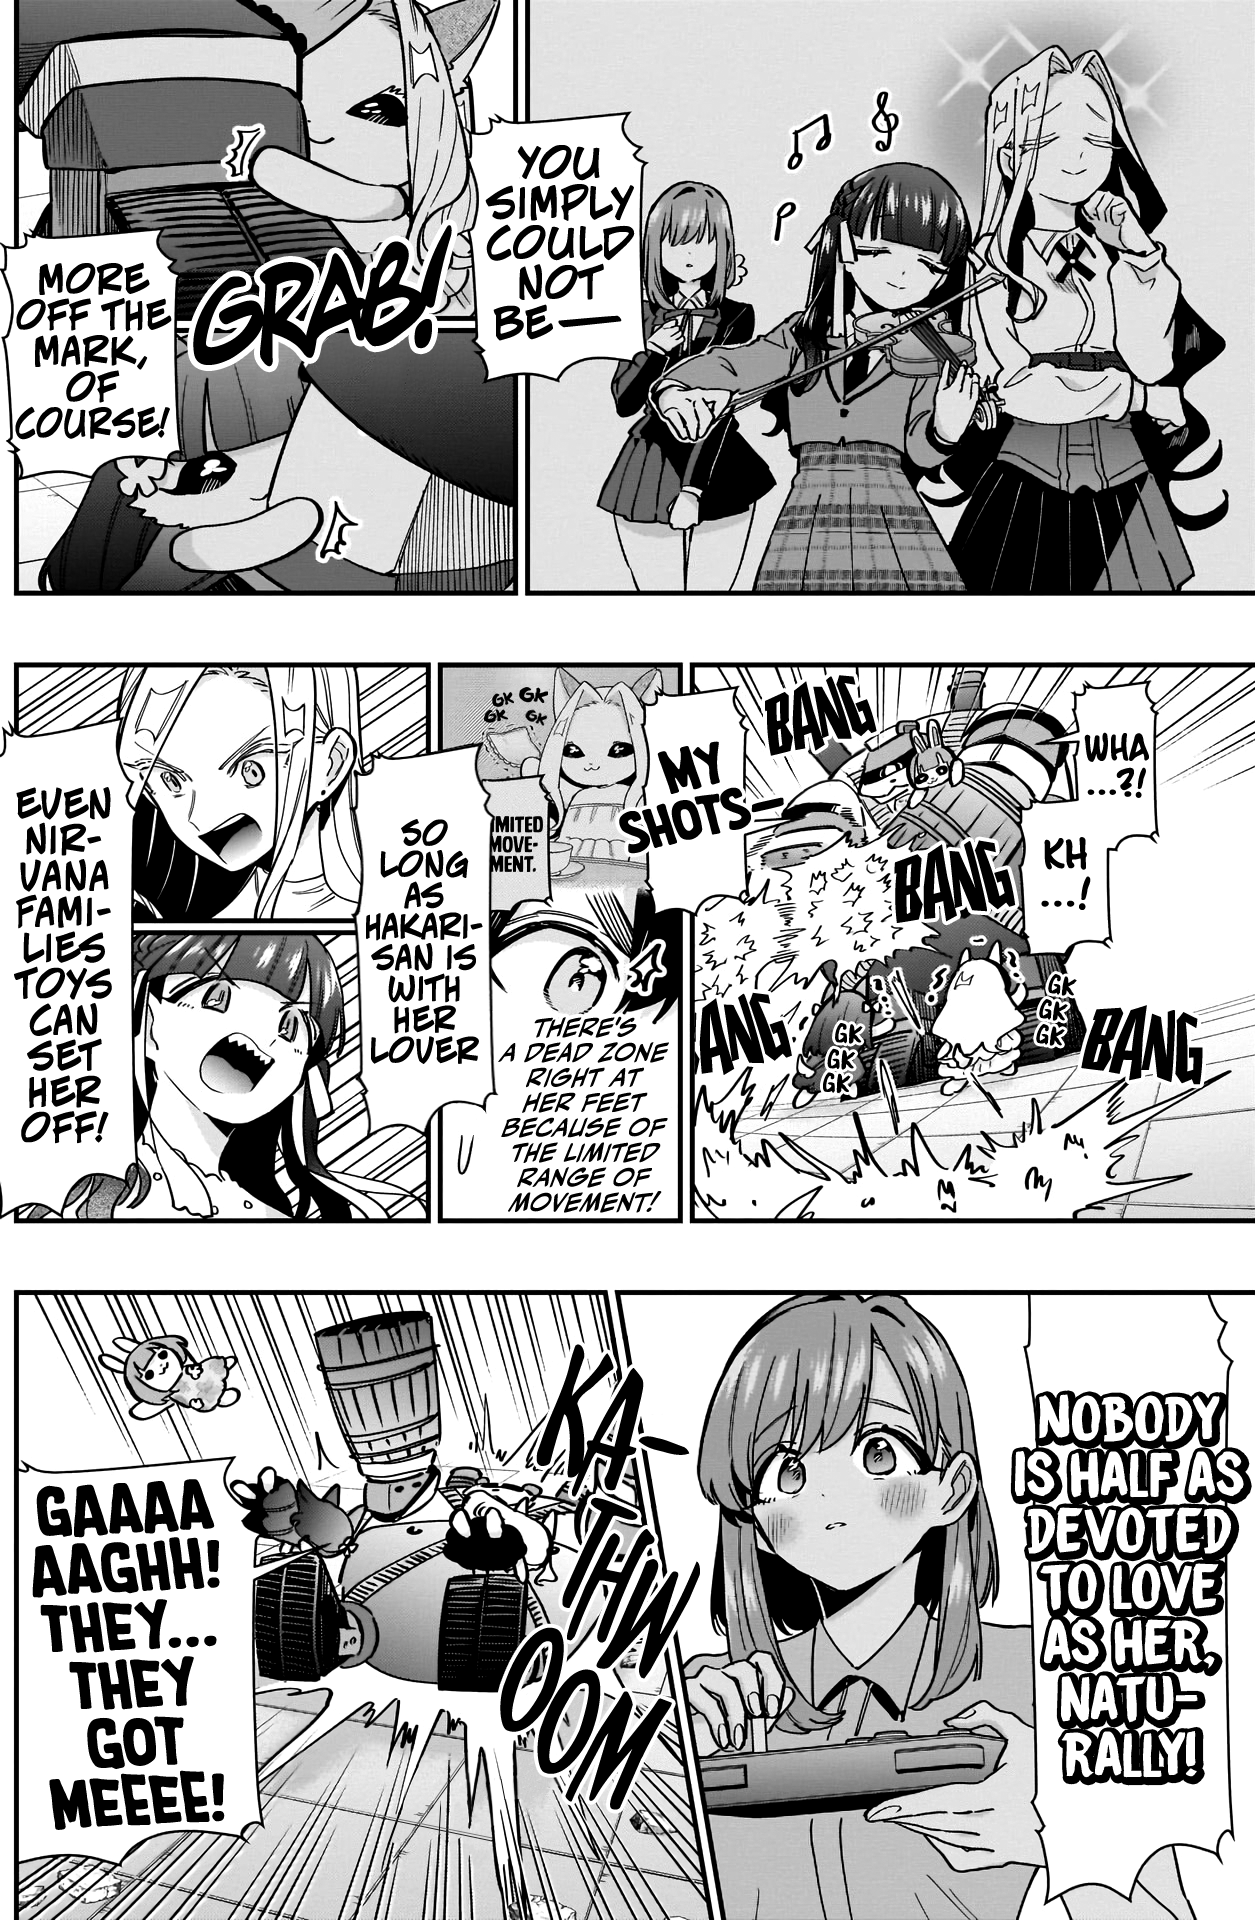 YOU
SIMPLY
COULD
NOT
BE—
MORE
OFF THE
MARK,
OF
COURSE!
GRAB!
WHA
...?!
KH
...!
BANG
BANG
BANG
BANG
GK
GK
GK
GK
GK
GK
MY
SHOTS—
GK
GK
GK
GK
MOVE-
MENT.
THERE'S
A DEAD ZONE
RIGHT AT
HER FEET
BECAUSE OF
THE LIMITED
RANGE OF
MOVEMENT!
SO
LONG
AS
HAKARI-
SAN IS
WITH
HER
LOVER
EVEN
NIR-
VANA
FAMI-
LIES
TOYS
CAN
SET
HER
OFF!
NOBODY
IS HALF AS
DEVOTED
TO LOVE
AS HER,
NATU-
RALLY!
KA-
THW
OOM
GAAAA
AAGHH!
THEY...
THEY
GOT
MEEEE!